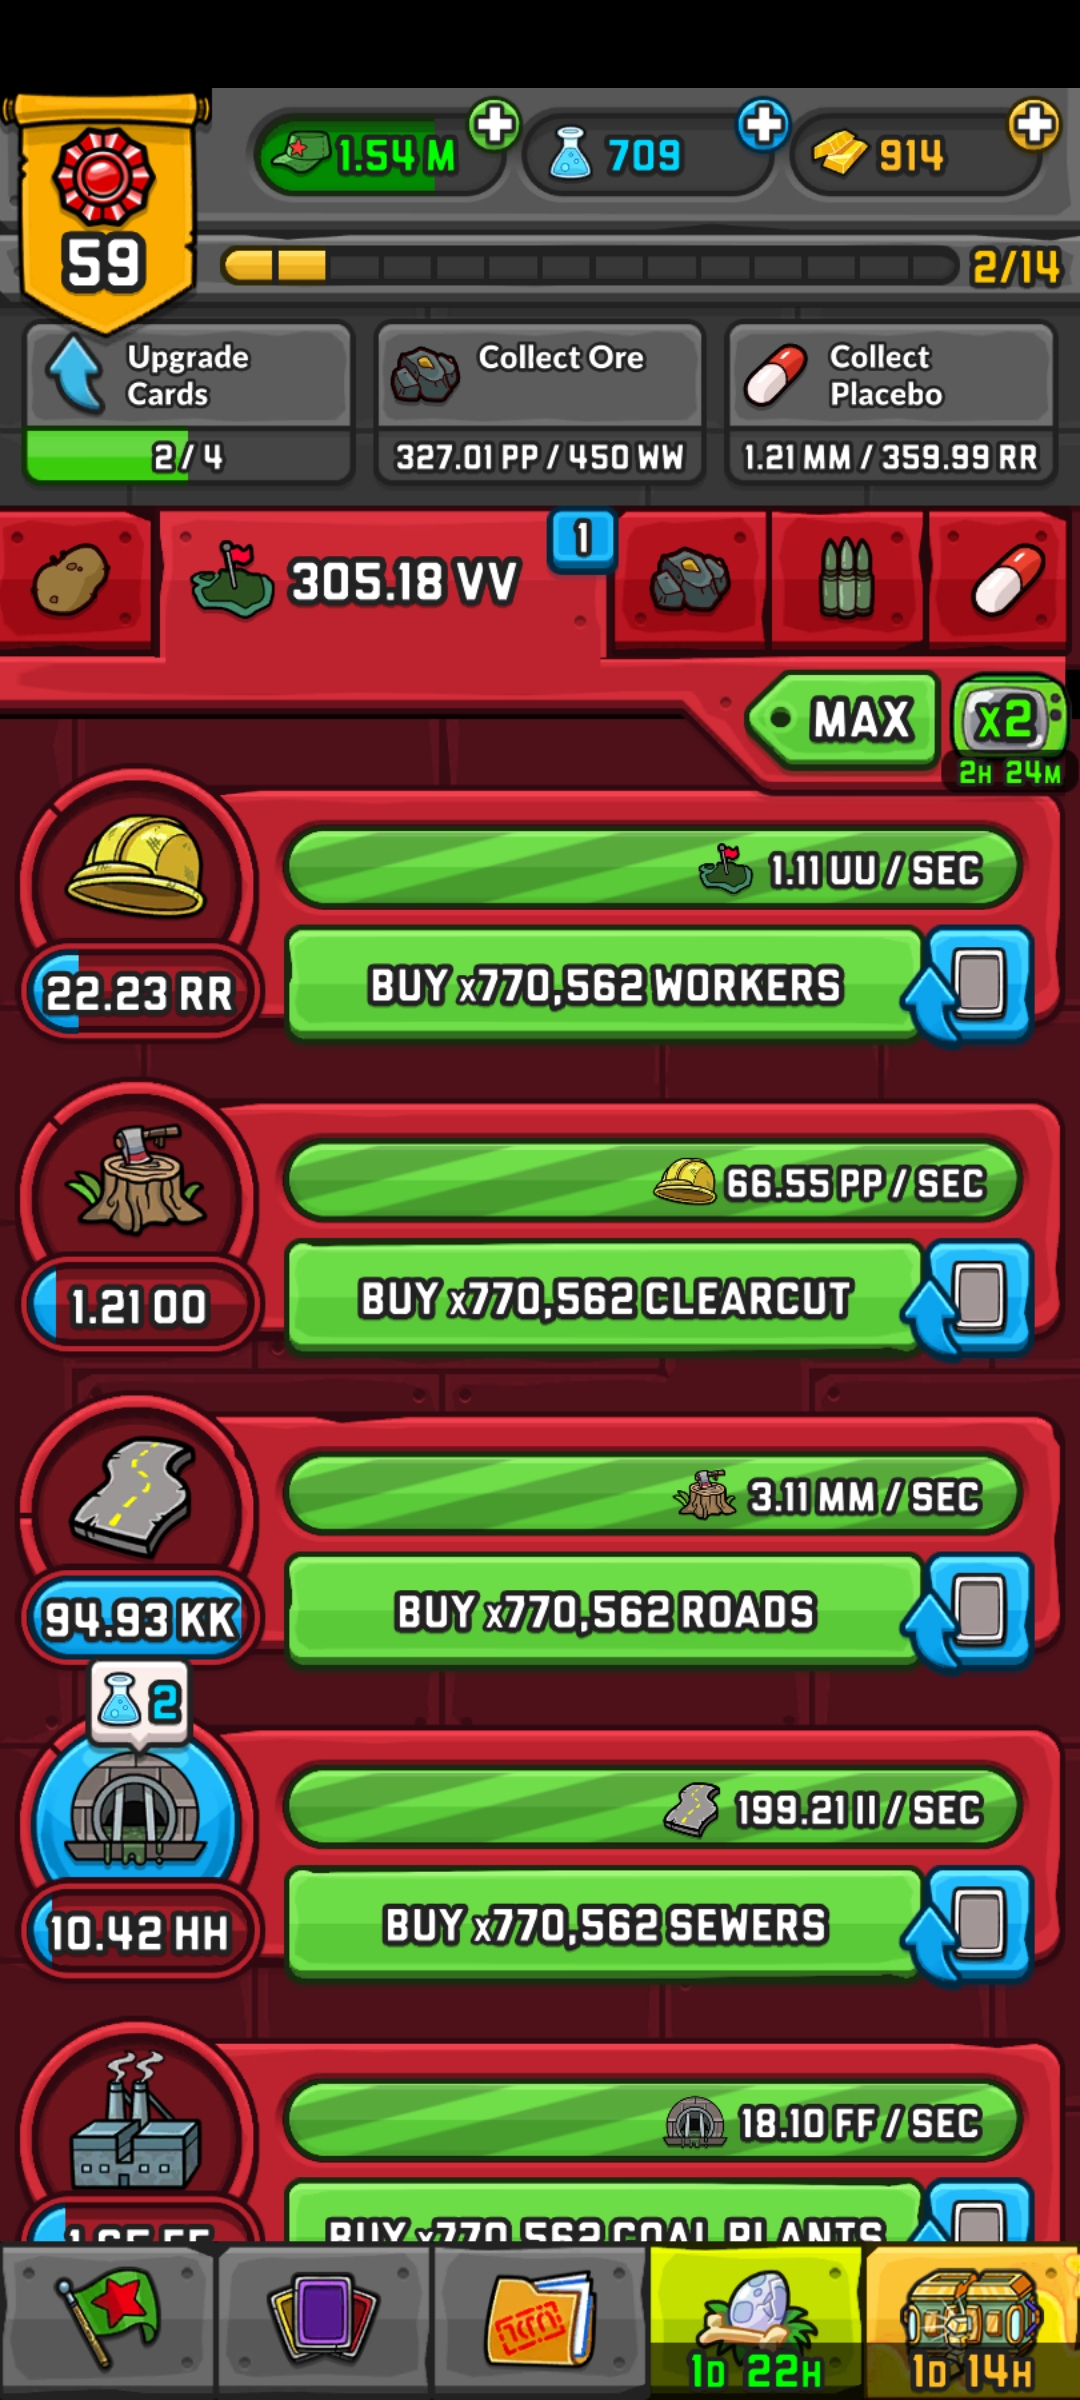 1.54 M
709
914
59
2/14
Upgrade
Cards
2/4
Collect Ore
327.01 PP / 450 WW
Collect
Placebo
1.21 MM / 359.99 RR
305.18 VV
1
MAX
x2
2H 24M
1.11 UU / SEC
22.23 RR
BUY x770,562 WORKERS
66.55 PP / SEC
1.21 OO
BUY x770,562 CLEARCUT
3.11 MM / SEC
94.93 KK
BUY x770,562 ROADS
2
199.21 II / SEC
10.42 HH
BUY x770,562 SEWERS
18.10 FF / SEC
BUY x770,562 COAL PLANTS
1D 22H
1D 14H